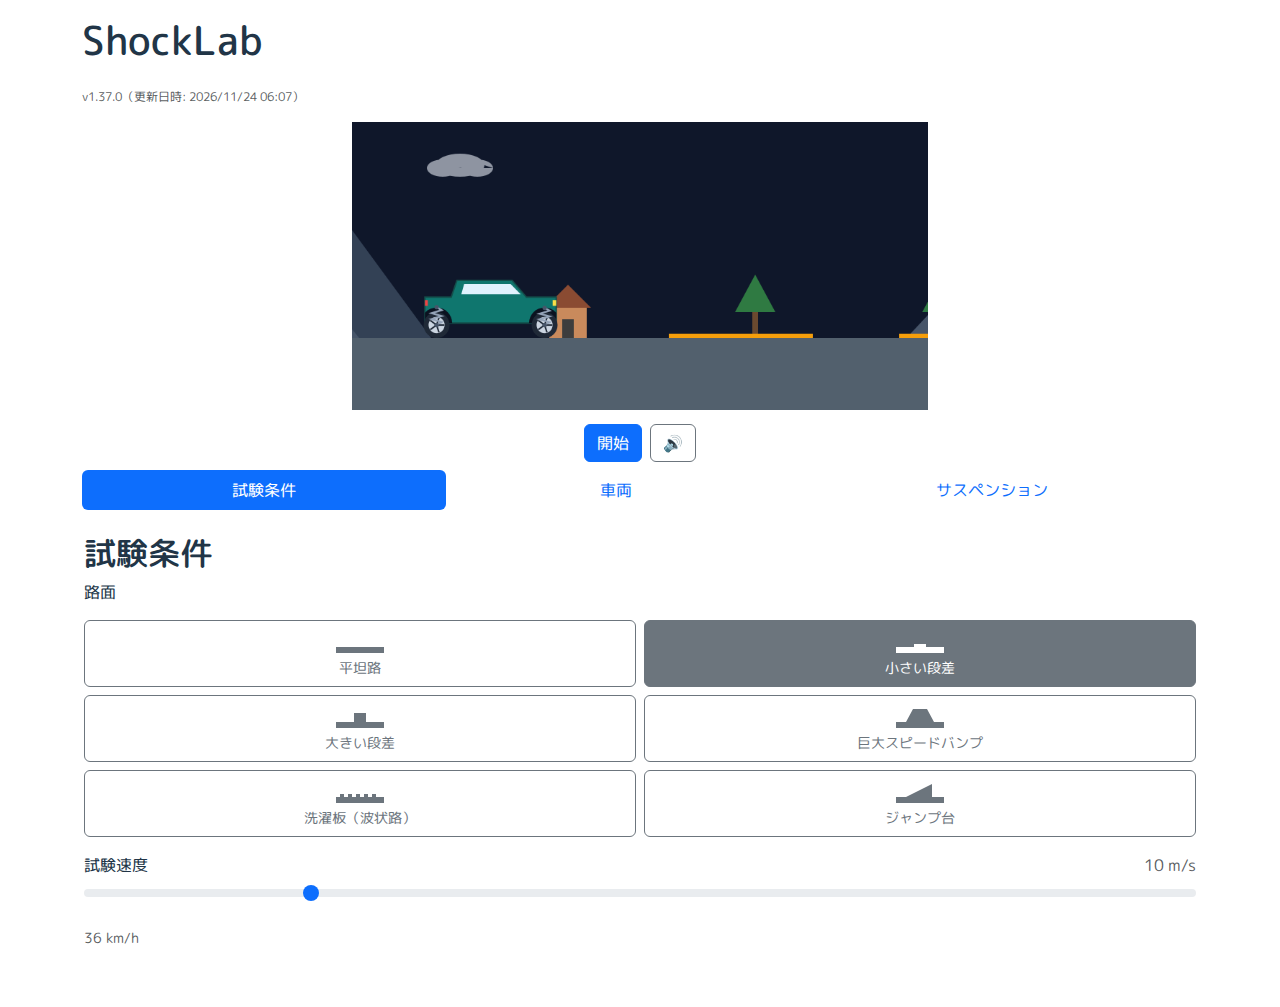 ShockLab
v1.37.0（更新日時: 2026/11/24 06:07）
開始
試験条件 車両 サスペンション
試験条件
路面
平坦路 小さい段差
大きい段差 巨大スピードバンプ
洗濯板（波状路） ジャンプ台
試験速度 10 m/s
36 km/h